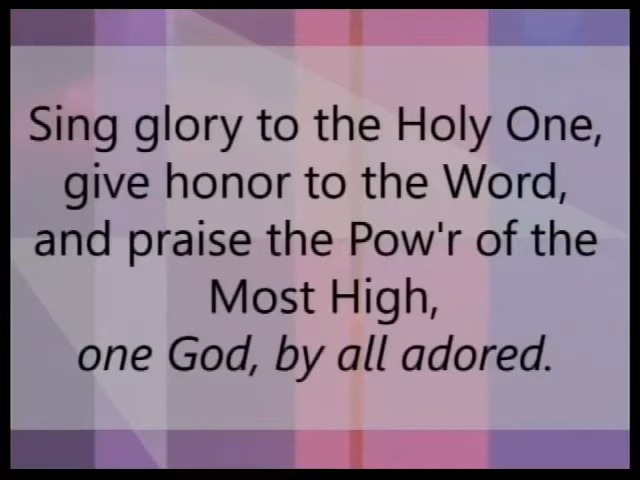 Sing glory to the Holy One,
give honor to the Word,
and praise the Pow'r of the
Most High,
one God, by all adored.